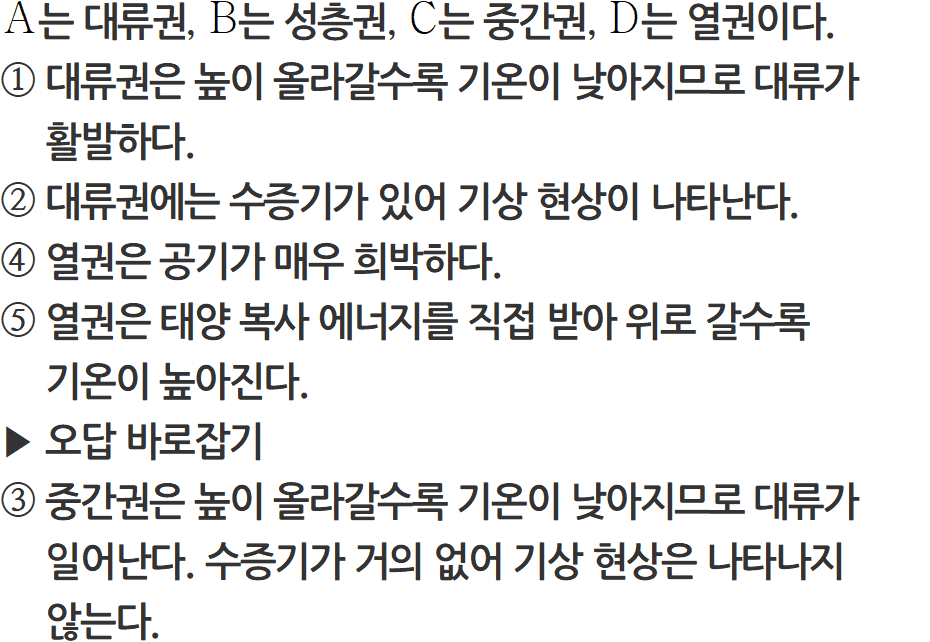 A는 대류권, B는 성층권, C는 중간권, D는 열권이다.
① 대류권은 높이 올라갈수록 기온이 낮아지므로 대류가
활발하다.
② 대류권에는 수증기가 있어 기상 현상이 나타난다.
④ 열권은 공기가 매우 희박하다.
⑤ 열권은 태양 복사 에너지를 직접 받아 위로 갈수록
기온이 높아진다.
▶ 오답 바로잡기
③ 중간권은 높이 올라갈수록 기온이 낮아지므로 대류가
일어난다. 수증기가 거의 없어 기상 현상은 나타나지
않는다.